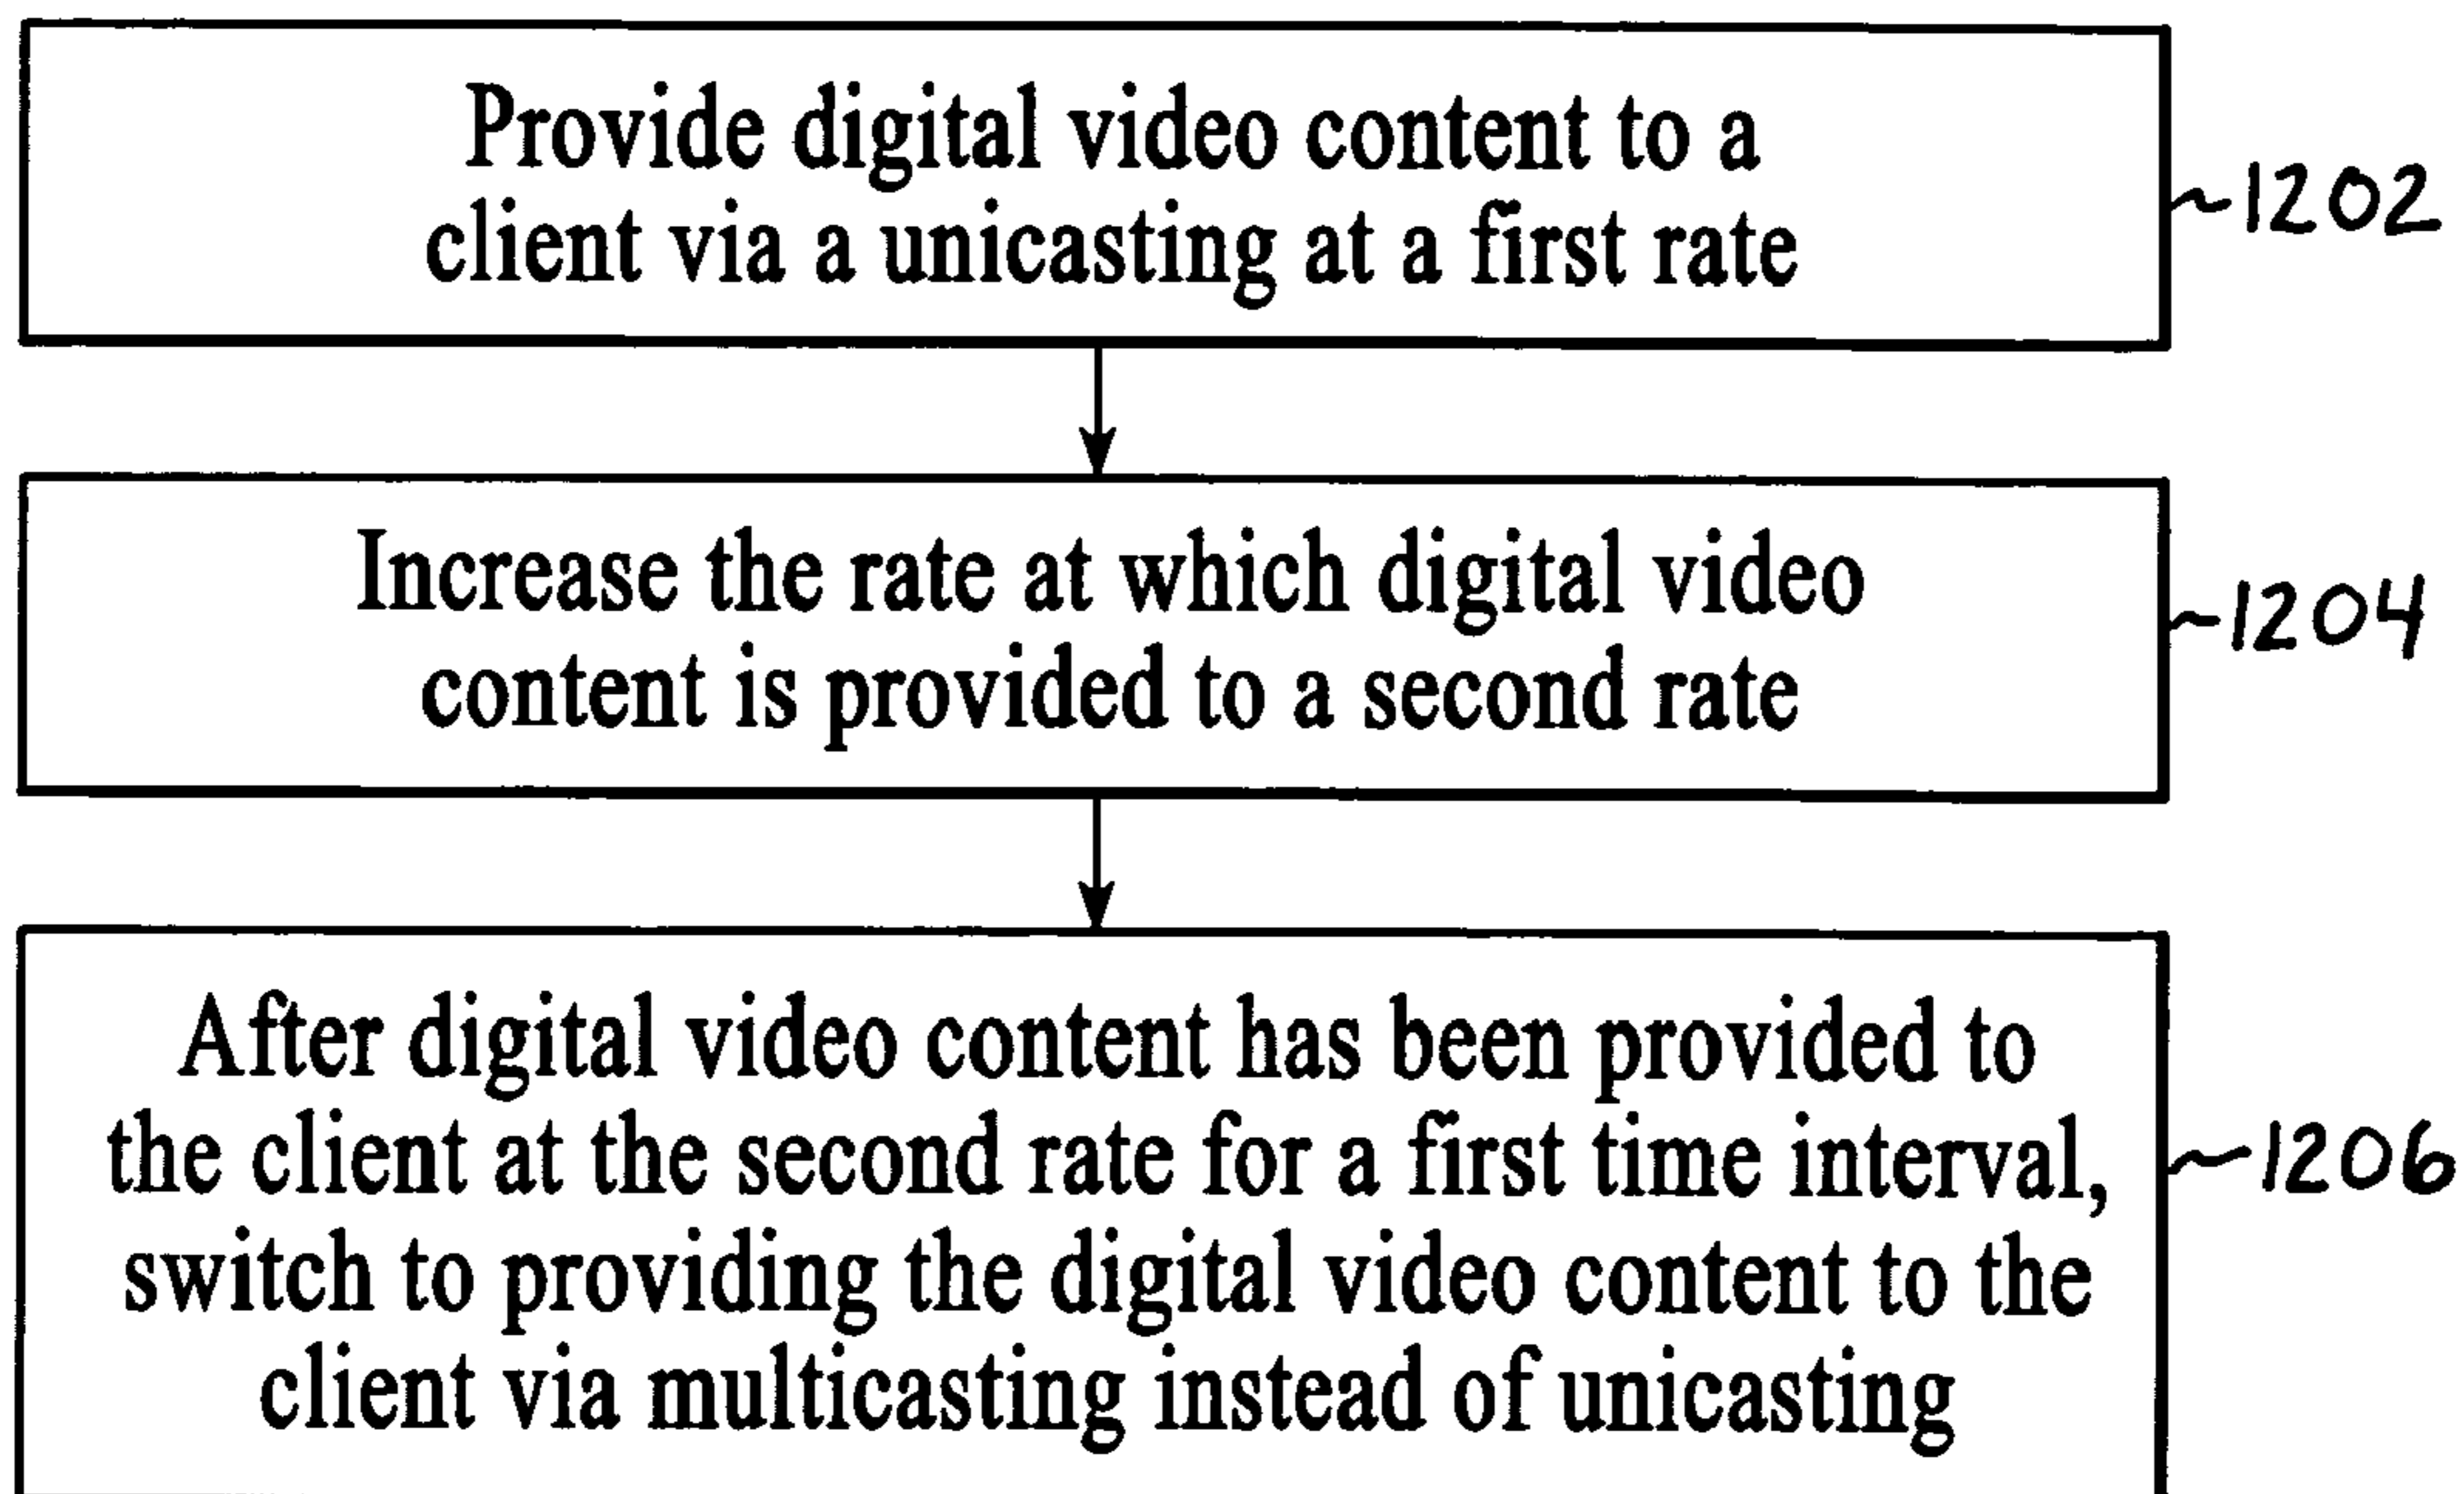 Provide digital video content to a
client via a unicasting at a first rate
1202
Increase the rate at which digital video
content is provided to a second rate
1204
After digital video content has been provided to
the client at the second rate for a first time interval,
switch to providing the digital video content to the
client via multicasting instead of unicasting
1206